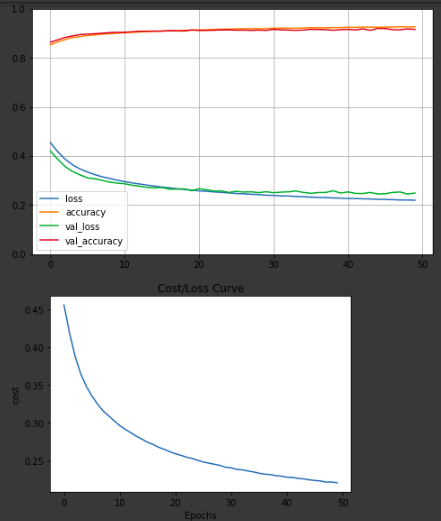 1.0
0.8
0.6
0.4
0.2
0.0
loss
accuracy
val_loss
val_accuracy
0 10 20 30 40 50
Cost/Loss Curve
0.45
0.40
0.35
0.30
0.25
cost
0 10 20 30 40 50
Epochs